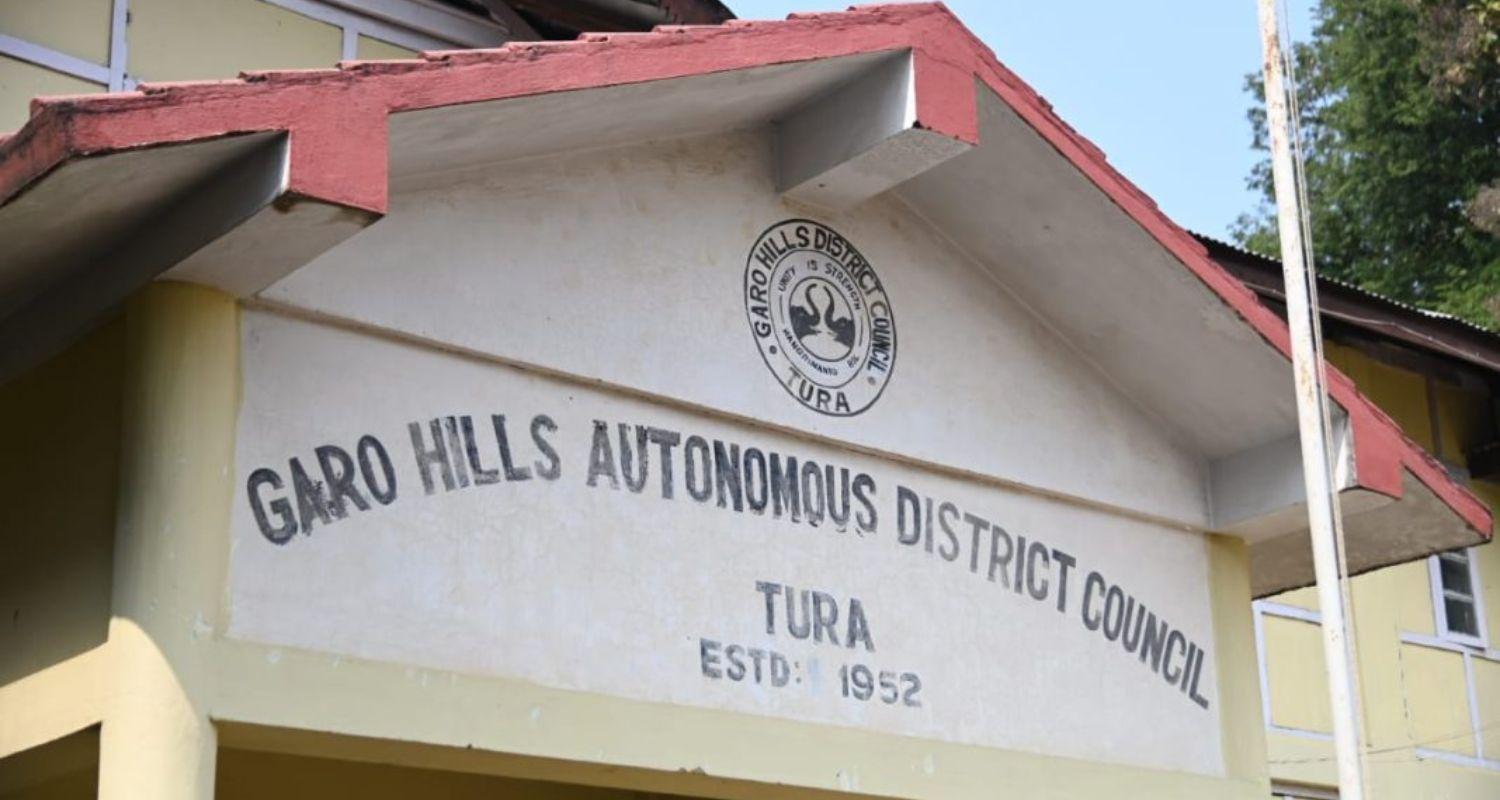 GARO HILLS DISTRICT COUNCIL
UNITY IS STRENGTH
TURA
GARO HILLS AUTONOMOUS DISTRICT COUNCIL
TURA
ESTD: 1952